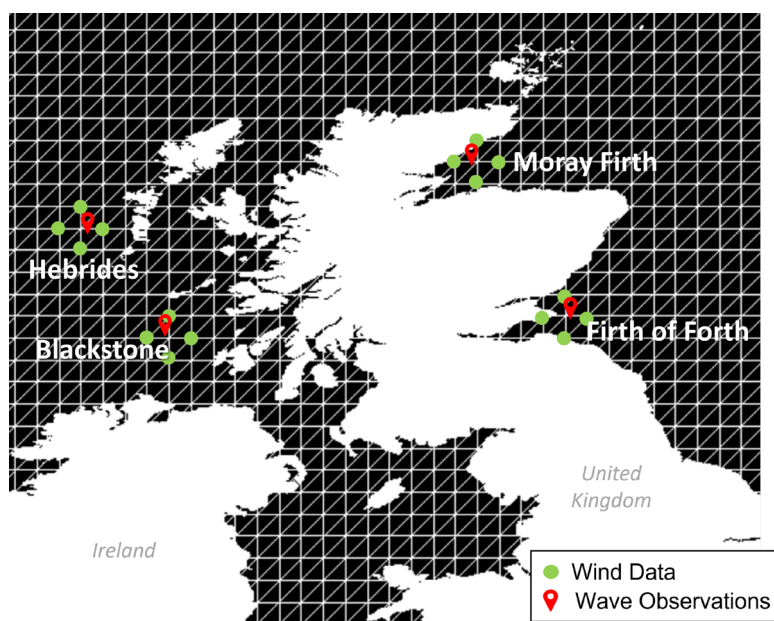 Moray Firth
Hebrides
Blackstone
Firth of Forth
United
Kingdom
Ireland
Wind Data
Wave Observations